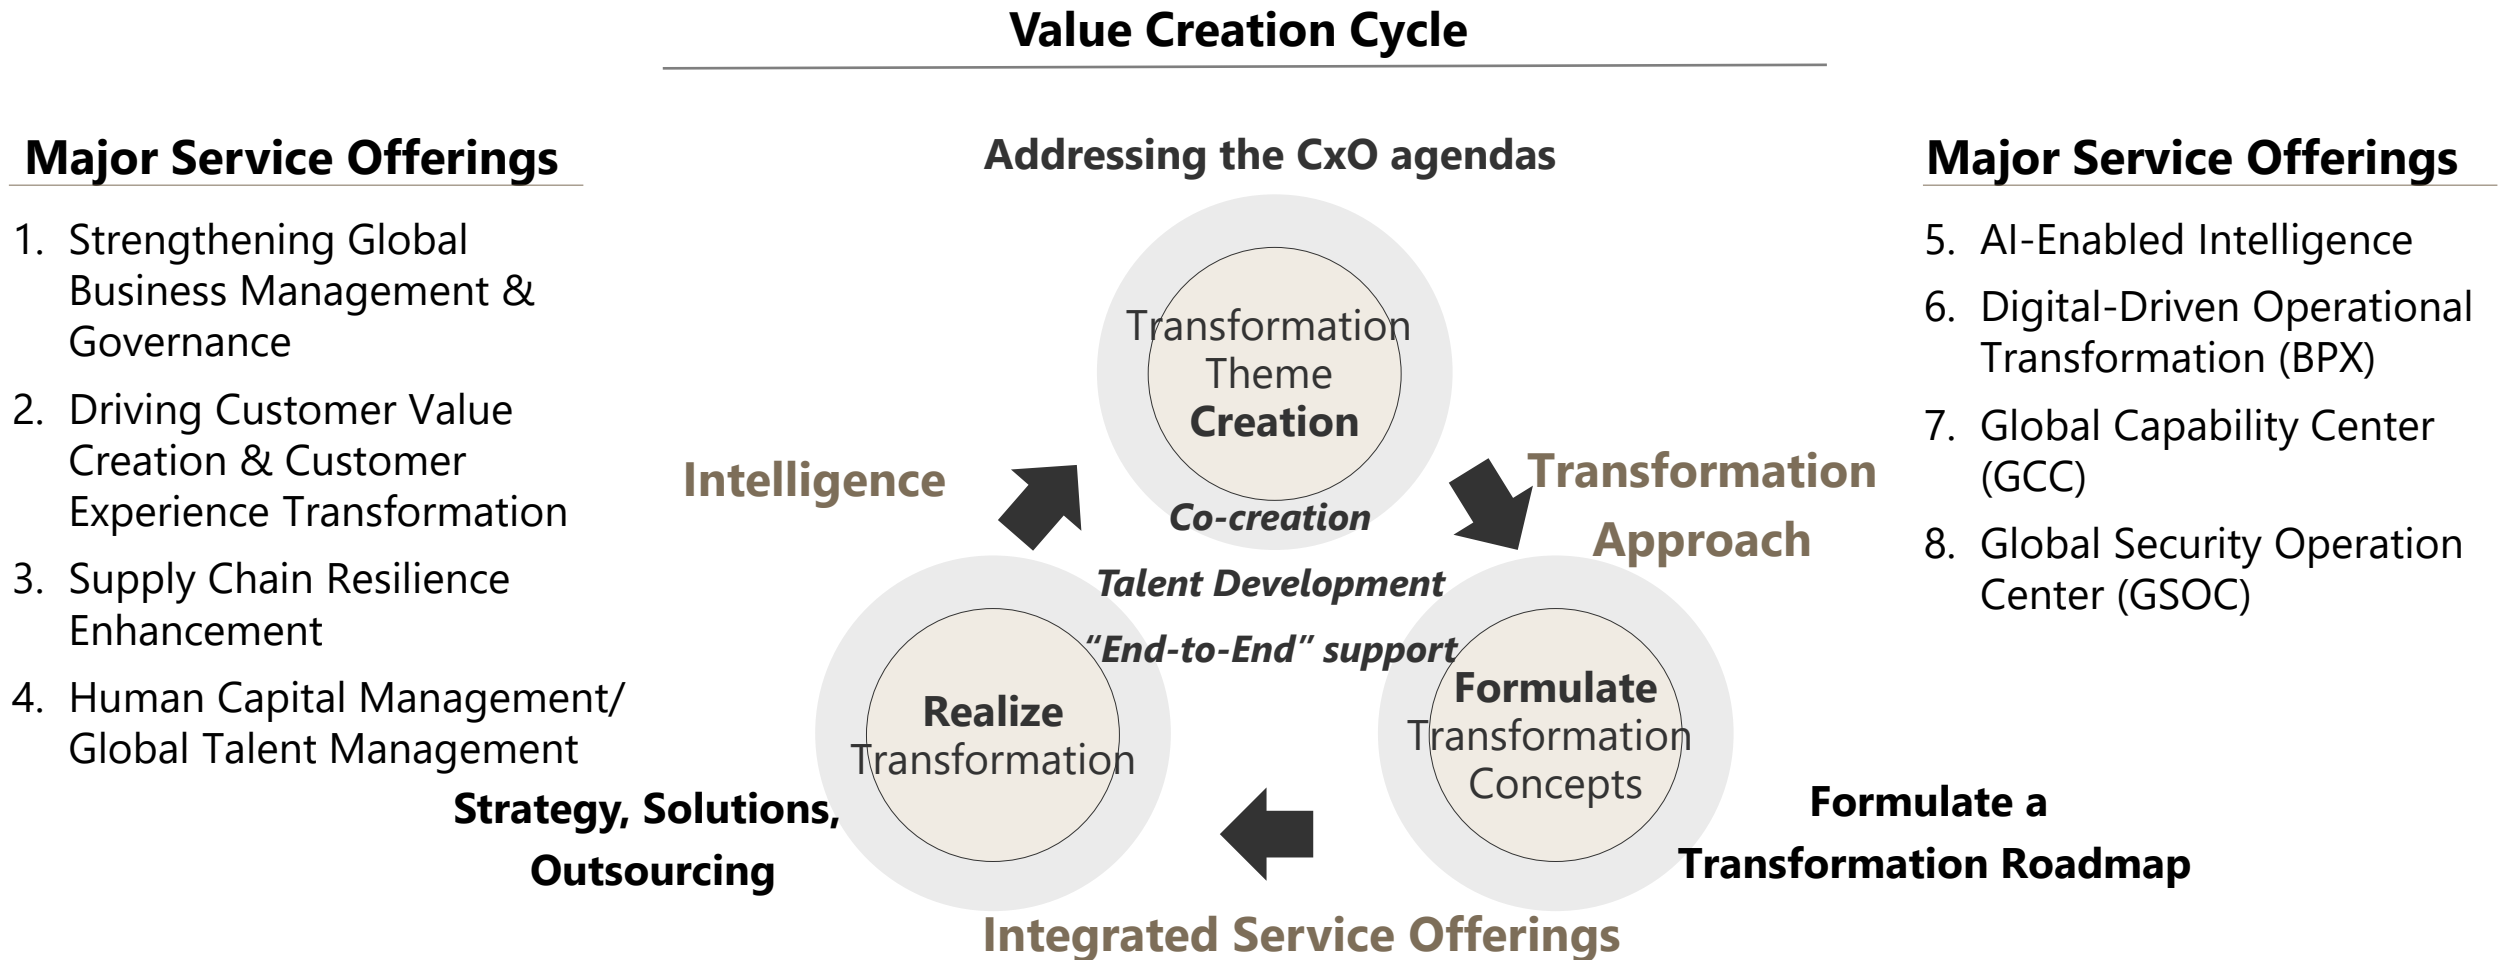 Value Creation Cycle
Major Service Offerings
1. Strengthening Global
Business Management &
Governance
2. Driving Customer Value
Creation & Customer
Experience Transformation
3. Supply Chain Resilience
Enhancement
4. Human Capital Management/
Global Talent Management
Addressing the CxO agendas
Transformation
Theme
Creation
Intelligence
Transformation
Approach
Co-creation
Talent Development
“End-to-End” support
Realize
Transformation
Formulate
Transformation
Concepts
Strategy, Solutions,
Outsourcing
Formulate a
Transformation Roadmap
Integrated Service Offerings
Major Service Offerings
5. AI-Enabled Intelligence
6. Digital-Driven Operational
Transformation (BPX)
7. Global Capability Center
(GCC)
8. Global Security Operation
Center (GSOC)